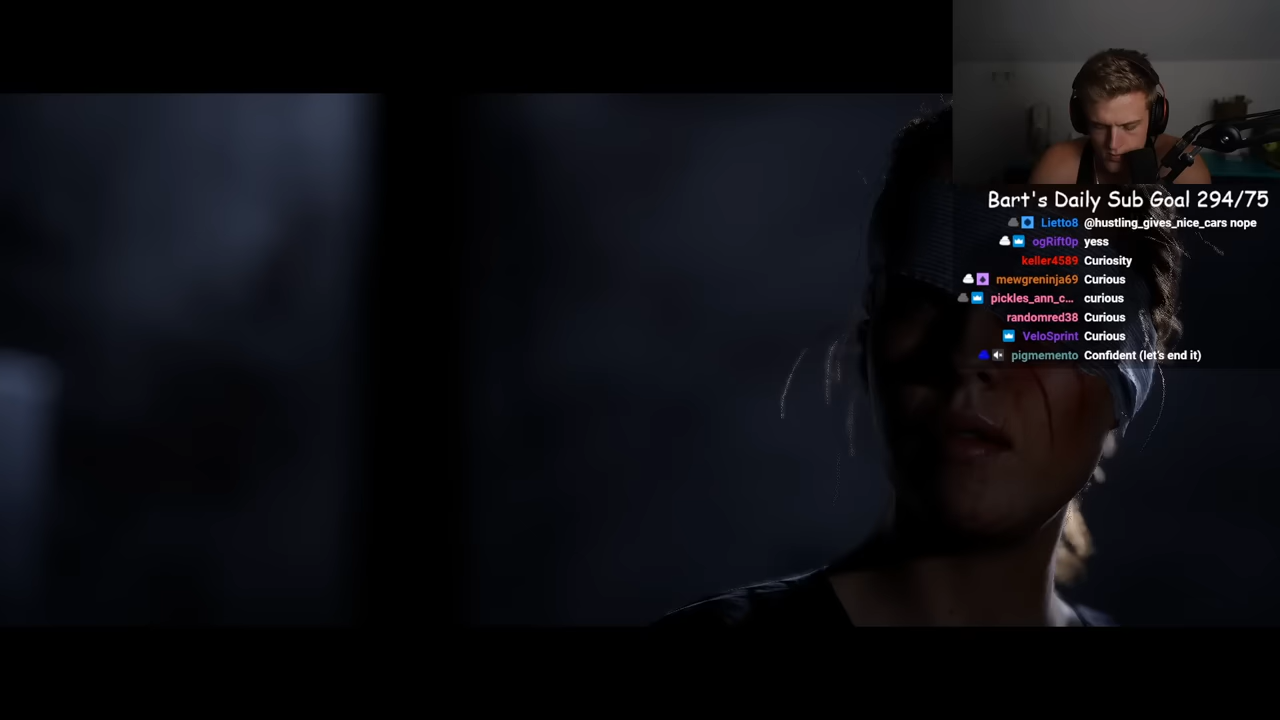 Bart's Daily Sub Goal 294/75
Lietto8 @hustling_gives_nice_cars nope
ogRift0p yess
keller4589 Curiosity
mewgreninja69 Curious
pickles_ann_c... curious
randomred38 Curious
VeloSprint Curious
pigmemento Confident (let's end it)